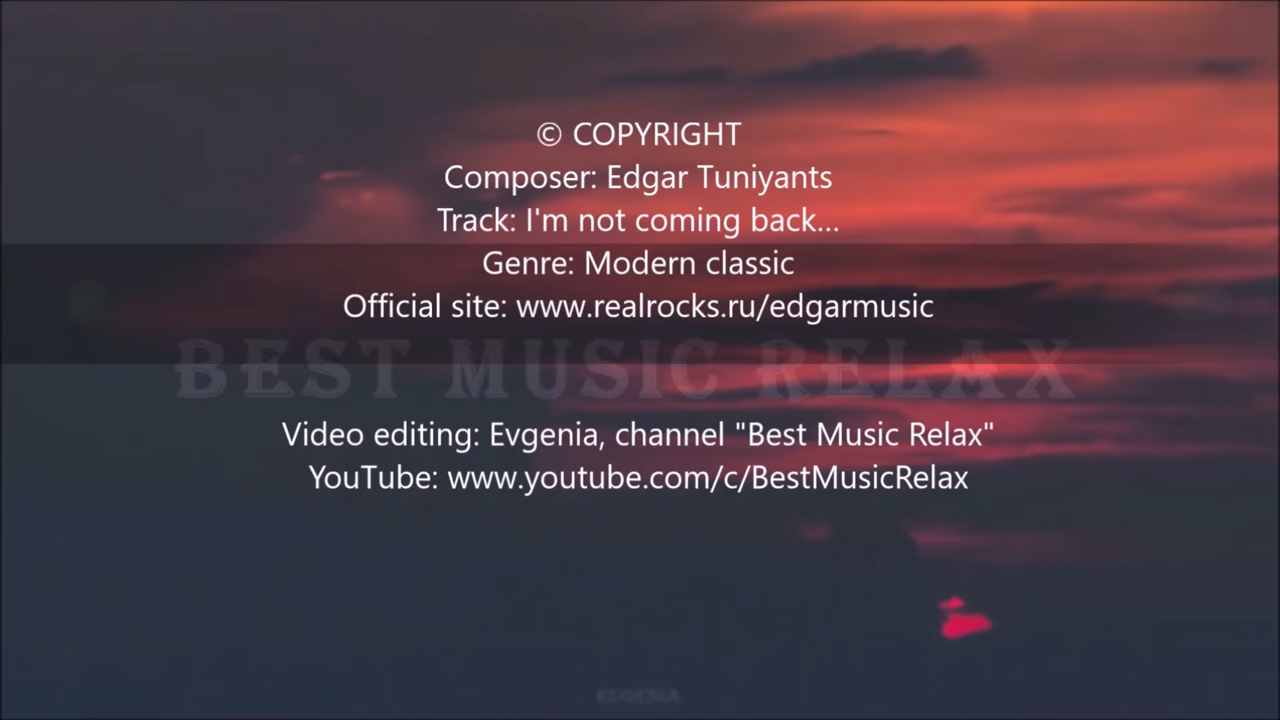 © COPYRIGHT
Composer: Edgar Tuniyants
Track: I'm not coming back...
Genre: Modern classic
Official site: www.realrocks.ru/edgarmusic
BEST MUSIC RELAX
Video editing: Evgenia, channel "Best Music Relax"
YouTube: www.youtube.com/c/BestMusicRelax
EUGENIA